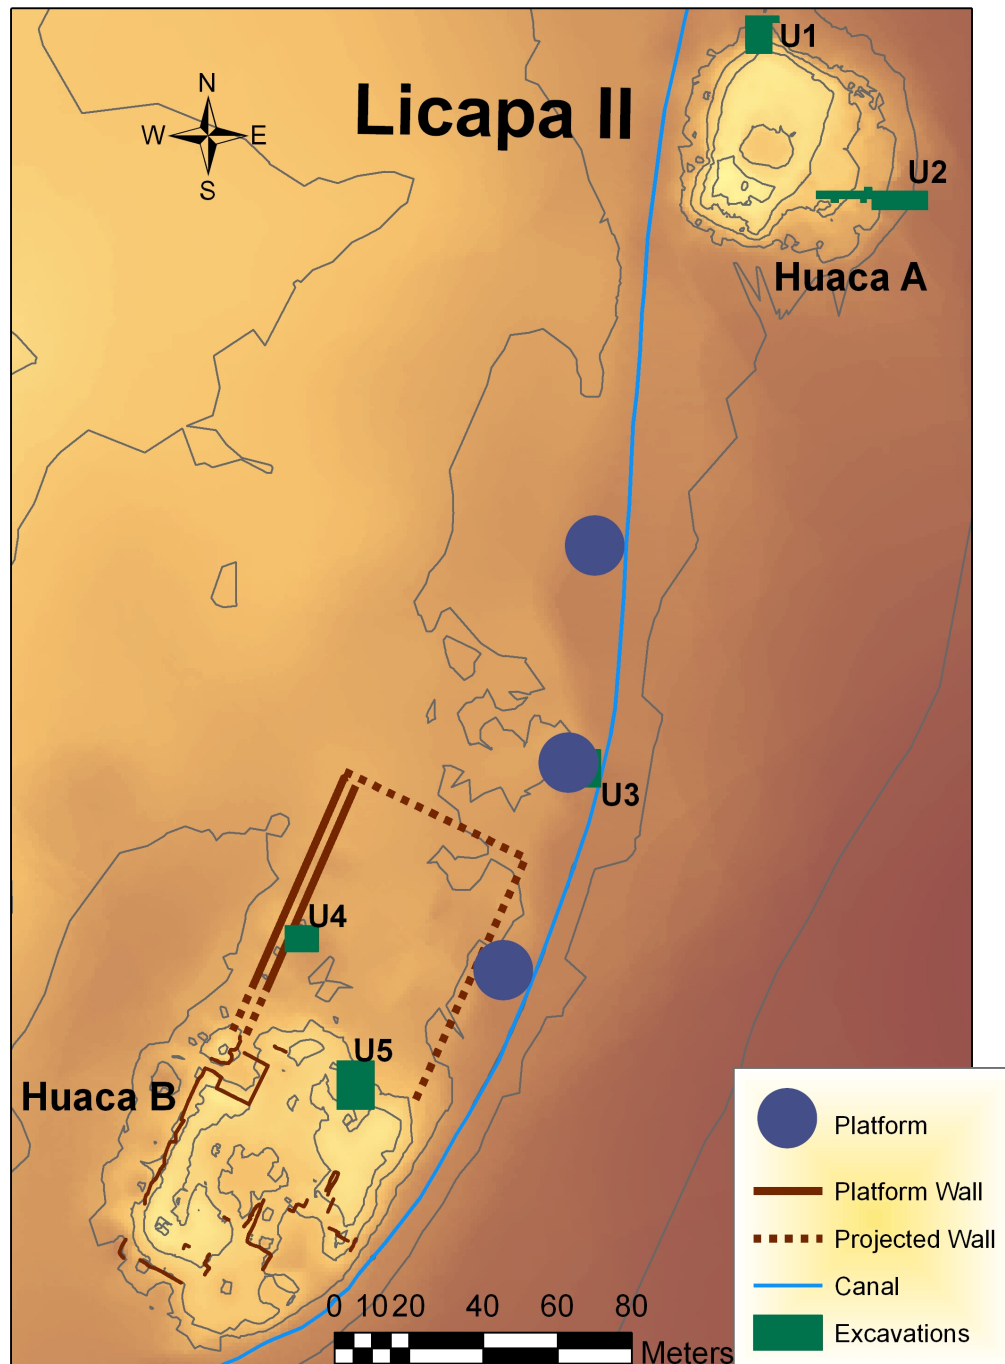 U1
N
Licapa II
W E
S
U2
Huaca A
U3
U4
U5
Huaca B
Platform
Platform Wall
Projected Wall
Canal
Excavations
0 10 20 40 60 80
Meters